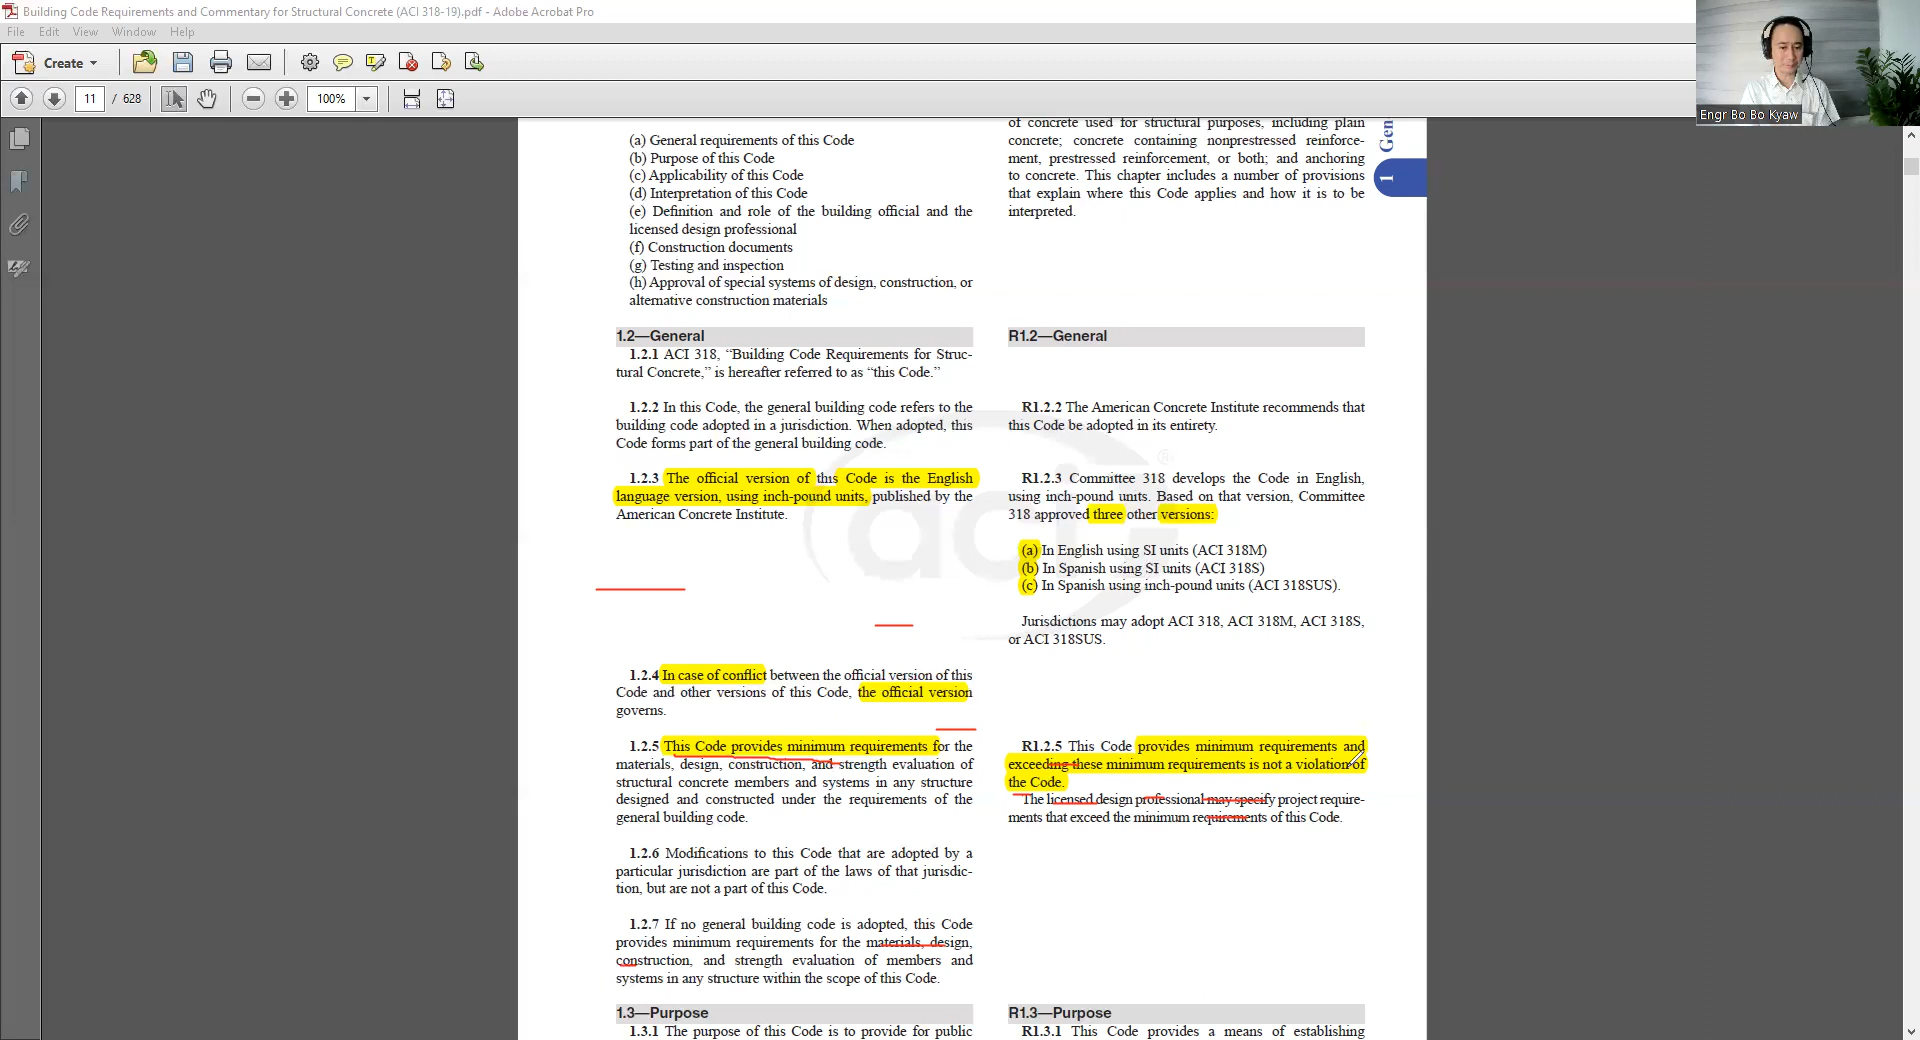 Building Code Requirements and Commentary for Structural Concrete (ACI 318-19).pdf - Adobe Acrobat Pro
File Edit View Window Help
Create
11 / 628 100%
Engr Bo Bo Kyaw
(a) General requirements of this Code
(b) Purpose of this Code
(c) Applicability of this Code
(d) Interpretation of this Code
(e) Definition and role of the building official and the
licensed design professional
(f) Construction documents
(g) Testing and inspection
(h) Approval of special systems of design, construction, or
alternative construction materials
of concrete used for structural purposes, including plain
concrete; concrete containing nonprestressed reinforce-
ment, prestressed reinforcement, or both; and anchoring
to concrete. This chapter includes a number of provisions
that explain where this Code applies and how it is to be
interpreted.
Gen
1
1.2—General
1.2.1 ACI 318, “Building Code Requirements for Struc-
tural Concrete,” is hereafter referred to as “this Code.”
1.2.2 In this Code, the general building code refers to the
building code adopted in a jurisdiction. When adopted, this
Code forms part of the general building code.
1.2.3 The official version of this Code is the English
language version, using inch-pound units, published by the
American Concrete Institute.
1.2.4 In case of conflict between the official version of this
Code and other versions of this Code, the official version
governs.
1.2.5 This Code provides minimum requirements for the
materials, design, construction, and strength evaluation of
structural concrete members and systems in any structure
designed and constructed under the requirements of the
general building code.
1.2.6 Modifications to this Code that are adopted by a
particular jurisdiction are part of the laws of that jurisdic-
tion, but are not a part of this Code.
1.2.7 If no general building code is adopted, this Code
provides minimum requirements for the materials, design,
construction, and strength evaluation of members and
systems in any structure within the scope of this Code.
1.3—Purpose
1.3.1 The purpose of this Code is to provide for public
R1.2—General
R1.2.2 The American Concrete Institute recommends that
this Code be adopted in its entirety.
R1.2.3 Committee 318 develops the Code in English,
using inch-pound units. Based on that version, Committee
318 approved three other versions:
(a) In English using SI units (ACI 318M)
(b) In Spanish using SI units (ACI 318S)
(c) In Spanish using inch-pound units (ACI 318SUS).
Jurisdictions may adopt ACI 318, ACI 318M, ACI 318S,
or ACI 318SUS.
R1.2.5 This Code provides minimum requirements and
exceeding these minimum requirements is not a violation of
the Code.
The licensed design professional may specify project require-
ments that exceed the minimum requirements of this Code.
R1.3—Purpose
R1.3.1 This Code provides a means of establishing
aci
®